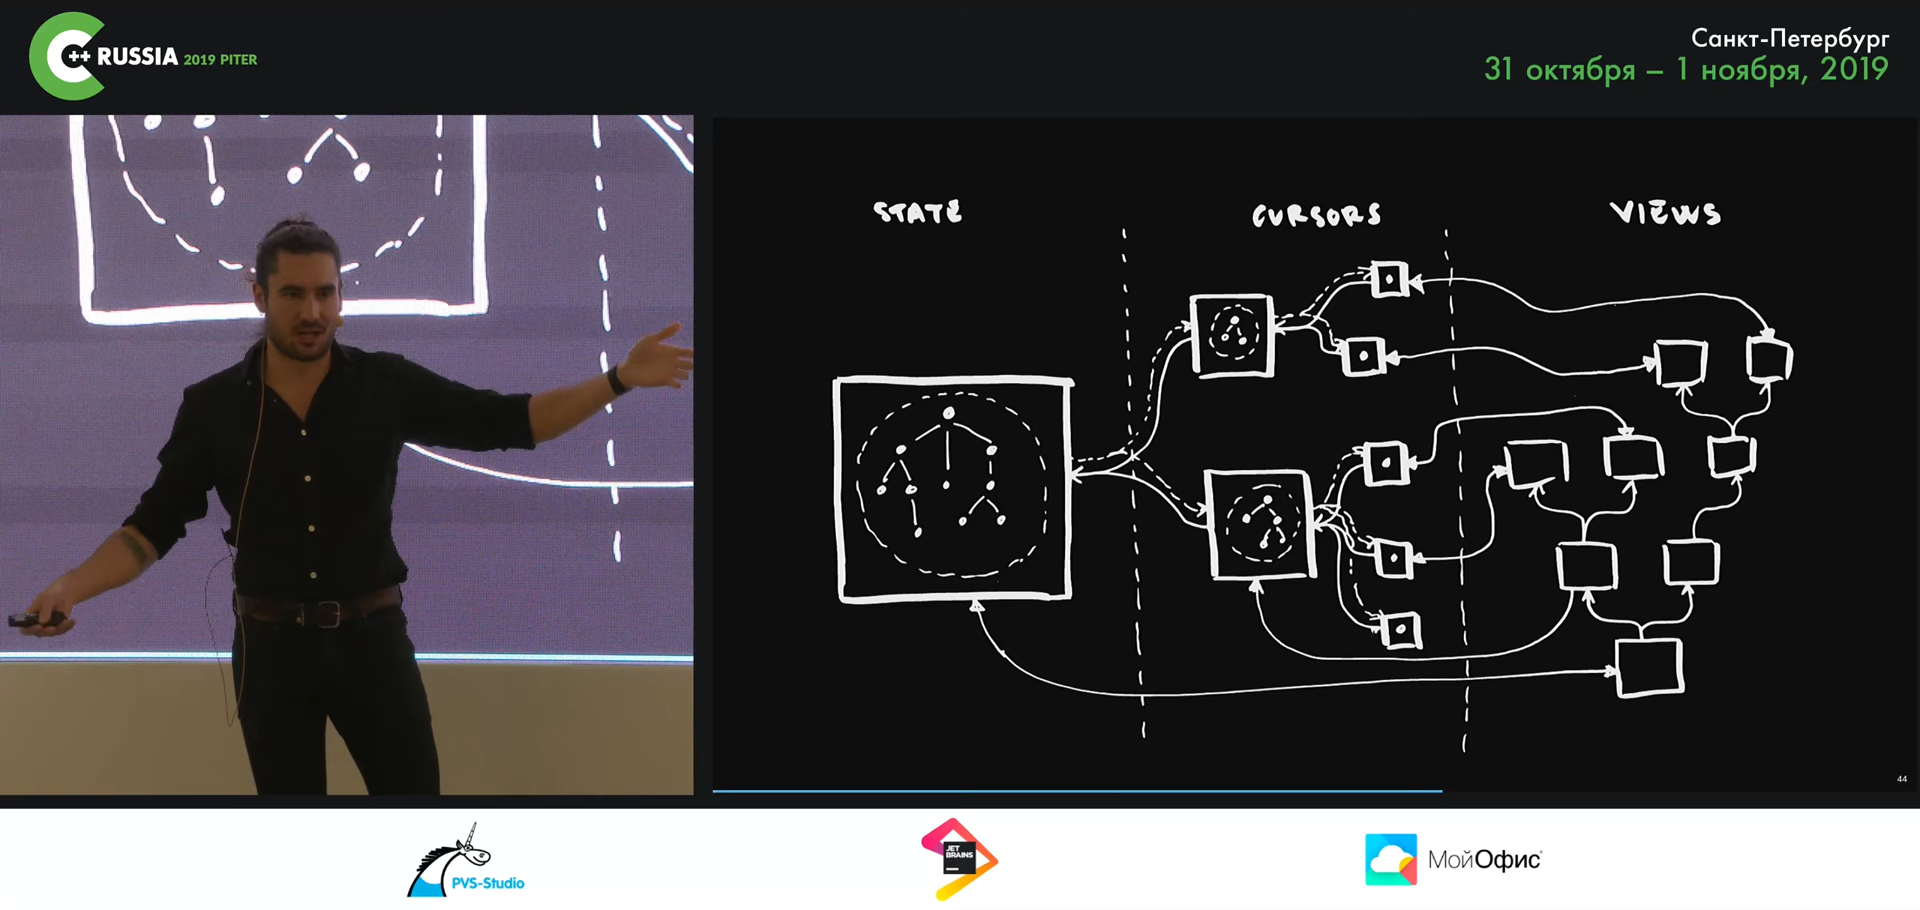 C++ RUSSIA 2019 PITER
Санкт-Петербург
31 октября – 1 ноября, 2019
STATE
CURSORS
VIEWS
44
PVS-Studio
JET
BRAINS
МойОфис